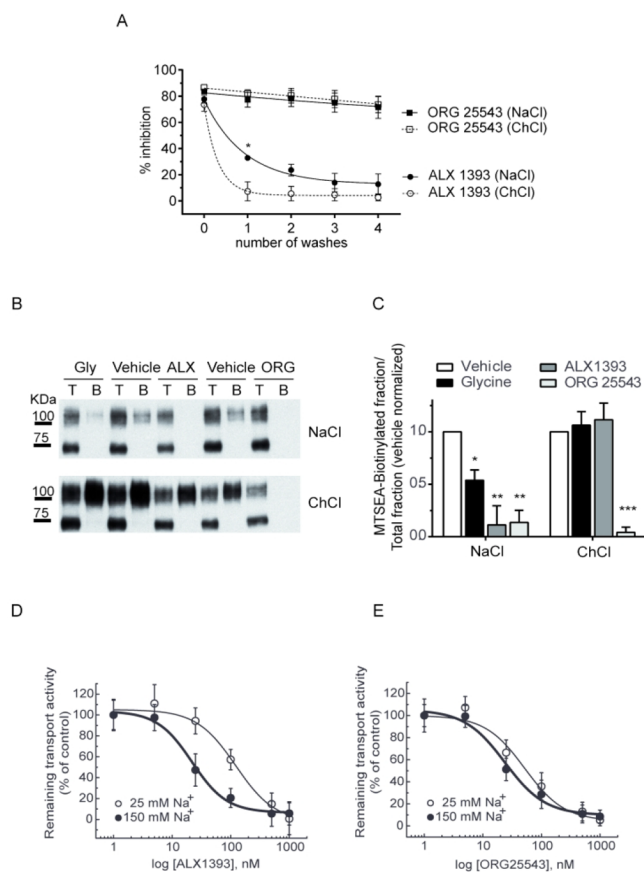 A
% inhibition
100
80
60
40
20
0
0 1 2 3 4
number of washes
ORG 25543 (NaCl)
ORG 25543 (ChCl)
ALX 1393 (NaCl)
ALX 1393 (ChCl)
*
B
Gly Vehicle ALX Vehicle ORG
T B T B T B T B T B
KDa
100
75
NaCl
100
75
ChCl
C
Vehicle
Glycine
ALX1393
ORG 25543
MTSEA-Biotinylated fraction/
Total fraction (vehicle normalized)
1.0
0.5
0.0
* ** ** ***
NaCl ChCl
D
Remaining transport activity
(% of control)
120
100
80
60
40
20
0
25 mM Na+
150 mM Na+
1 10 100 1000
log [ALX1393], nM
E
Remaining transport activity
(% of control)
120
100
80
60
40
20
0
25 mM Na+
150 mM Na+
1 10 100 1000
log [ORG25543], nM